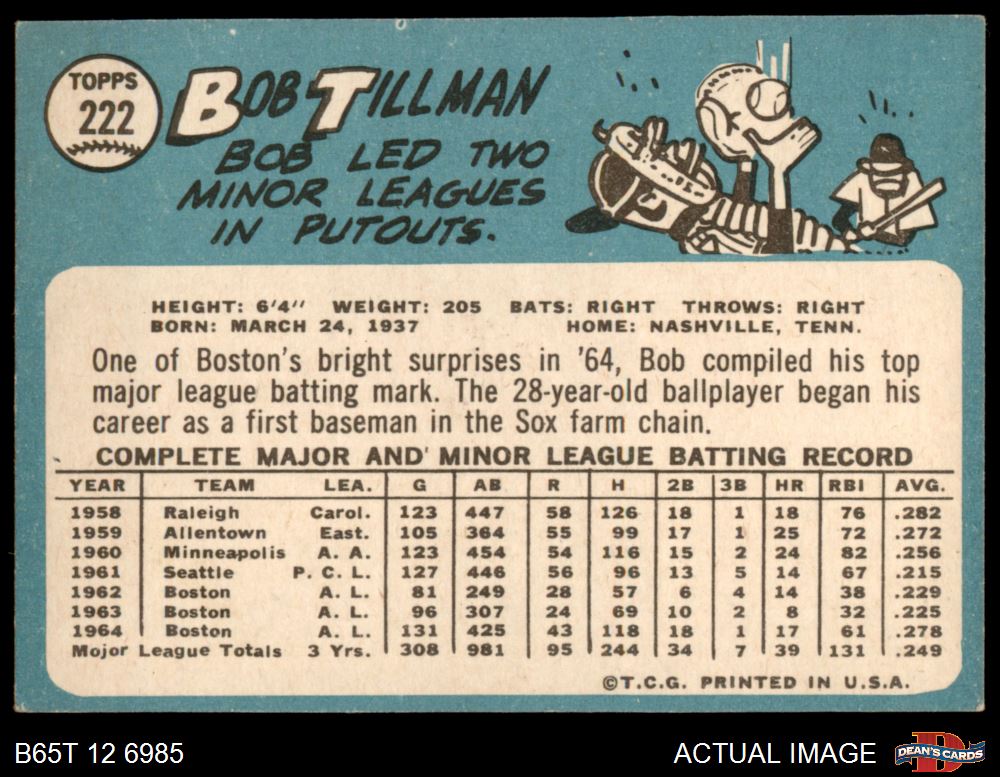 TOPPS
222
BOB TILLMAN
BOB LED TWO
MINOR LEAGUES
IN PUTOUTS.
HEIGHT: 6'4" WEIGHT: 205 BATS: RIGHT THROWS: RIGHT
BORN: MARCH 24, 1937 HOME: NASHVILLE, TENN.
One of Boston's bright surprises in '64, Bob compiled his top
major league batting mark. The 28-year-old ballplayer began his
career as a first baseman in the Sox farm chain.
COMPLETE MAJOR AND MINOR LEAGUE BATTING RECORD
YEAR TEAM LEA. G AB R H 2B 3B HR RBI AVG.
1958 Raleigh Carol. 123 447 58 126 18 1 18 76 .282
1959 Allentown East. 105 364 55 99 17 1 25 72 .272
1960 Minneapolis A. A. 123 454 54 116 15 2 24 82 .256
1961 Seattle P. C. L. 127 446 56 96 13 5 14 67 .215
1962 Boston A. L. 81 249 28 57 6 4 14 38 .229
1963 Boston A. L. 96 307 24 69 10 2 8 32 .225
1964 Boston A. L. 131 425 43 118 18 1 17 61 .278
Major League Totals 3 Yrs. 308 981 95 244 34 7 39 131 .249
©T.C.G. PRINTED IN U.S.A.
B65T 12 6985
ACTUAL IMAGE
DEAN'S CARDS